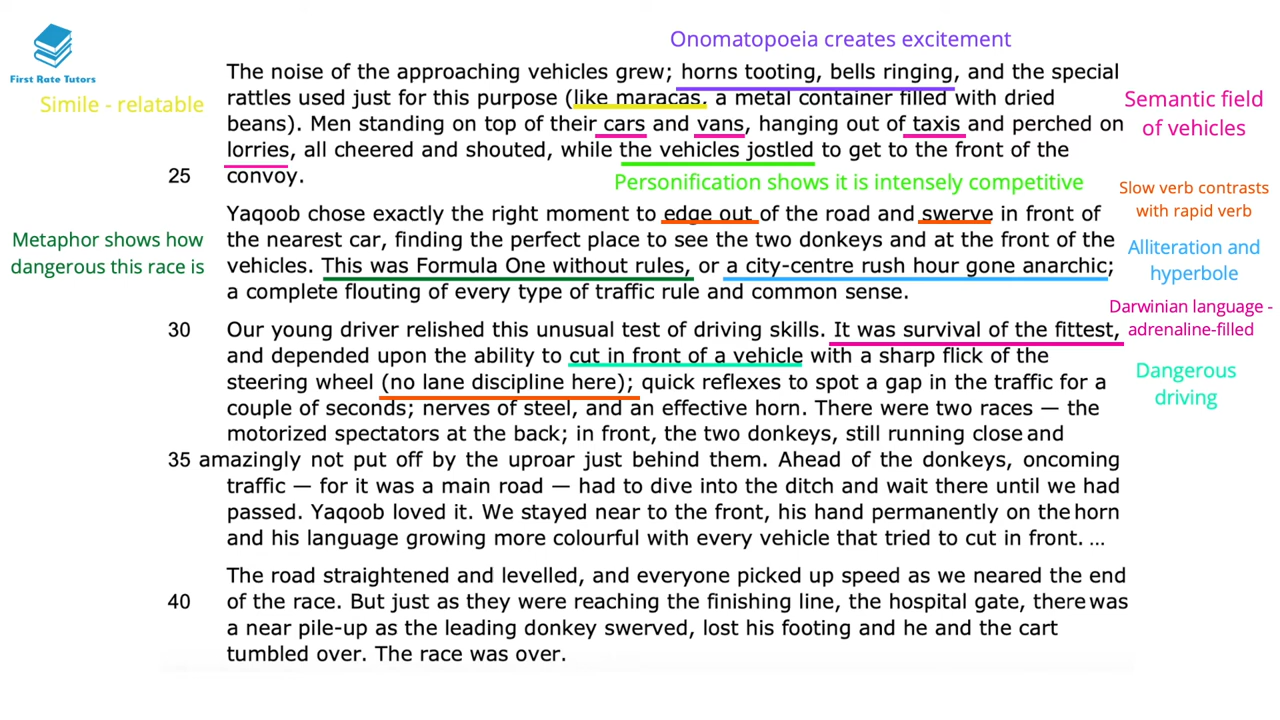 First Rate Tutors
Onomatopoeia creates excitement
The noise of the approaching vehicles grew; horns tooting, bells ringing, and the special
Simile - relatable
rattles used just for this purpose (like maracas, a metal container filled with dried
Semantic field
of vehicles
beans). Men standing on top of their cars and vans, hanging out of taxis and perched on
lorries, all cheered and shouted, while the vehicles jostled to get to the front of the
25 convoy.
Personification shows it is intensely competitive
Slow verb contrasts
with rapid verb
Yaqoob chose exactly the right moment to edge out of the road and swerve in front of
Metaphor shows how
dangerous this race is
the nearest car, finding the perfect place to see the two donkeys and at the front of the
Alliteration and
hyperbole
vehicles. This was Formula One without rules, or a city-centre rush hour gone anarchic;
a complete flouting of every type of traffic rule and common sense.
Darwinian language -
adrenaline-filled
30 Our young driver relished this unusual test of driving skills. It was survival of the fittest,
and depended upon the ability to cut in front of a vehicle with a sharp flick of the
Dangerous
driving
steering wheel (no lane discipline here); quick reflexes to spot a gap in the traffic for a
couple of seconds; nerves of steel, and an effective horn. There were two races — the
motorized spectators at the back; in front, the two donkeys, still running close and
35 amazingly not put off by the uproar just behind them. Ahead of the donkeys, oncoming
traffic — for it was a main road — had to dive into the ditch and wait there until we had
passed. Yaqoob loved it. We stayed near to the front, his hand permanently on the horn
and his language growing more colourful with every vehicle that tried to cut in front. ...
The road straightened and levelled, and everyone picked up speed as we neared the end
40 of the race. But just as they were reaching the finishing line, the hospital gate, there was
a near pile-up as the leading donkey swerved, lost his footing and he and the cart
tumbled over. The race was over.